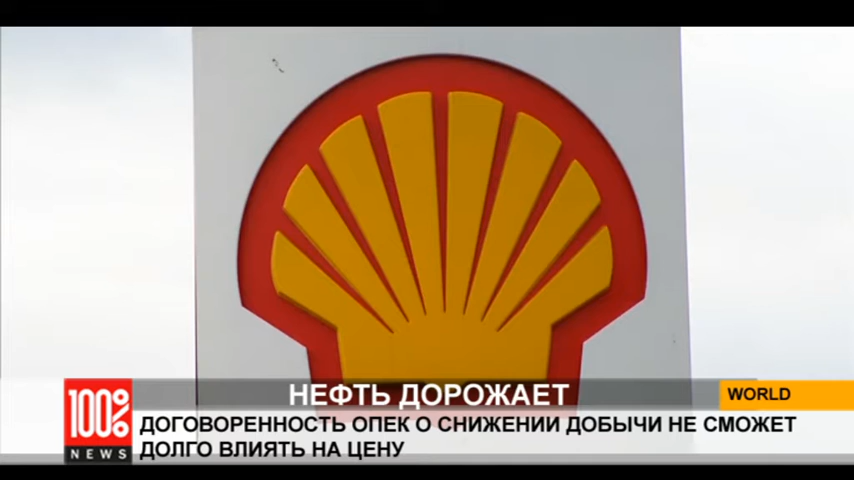 НЕФТЬ ДОРОЖАЕТ
WORLD
100%
NEWS
ДОГОВОРЕННОСТЬ ОПЕК О СНИЖЕНИИ ДОБЫЧИ НЕ СМОЖЕТ
ДОЛГО ВЛИЯТЬ НА ЦЕНУ